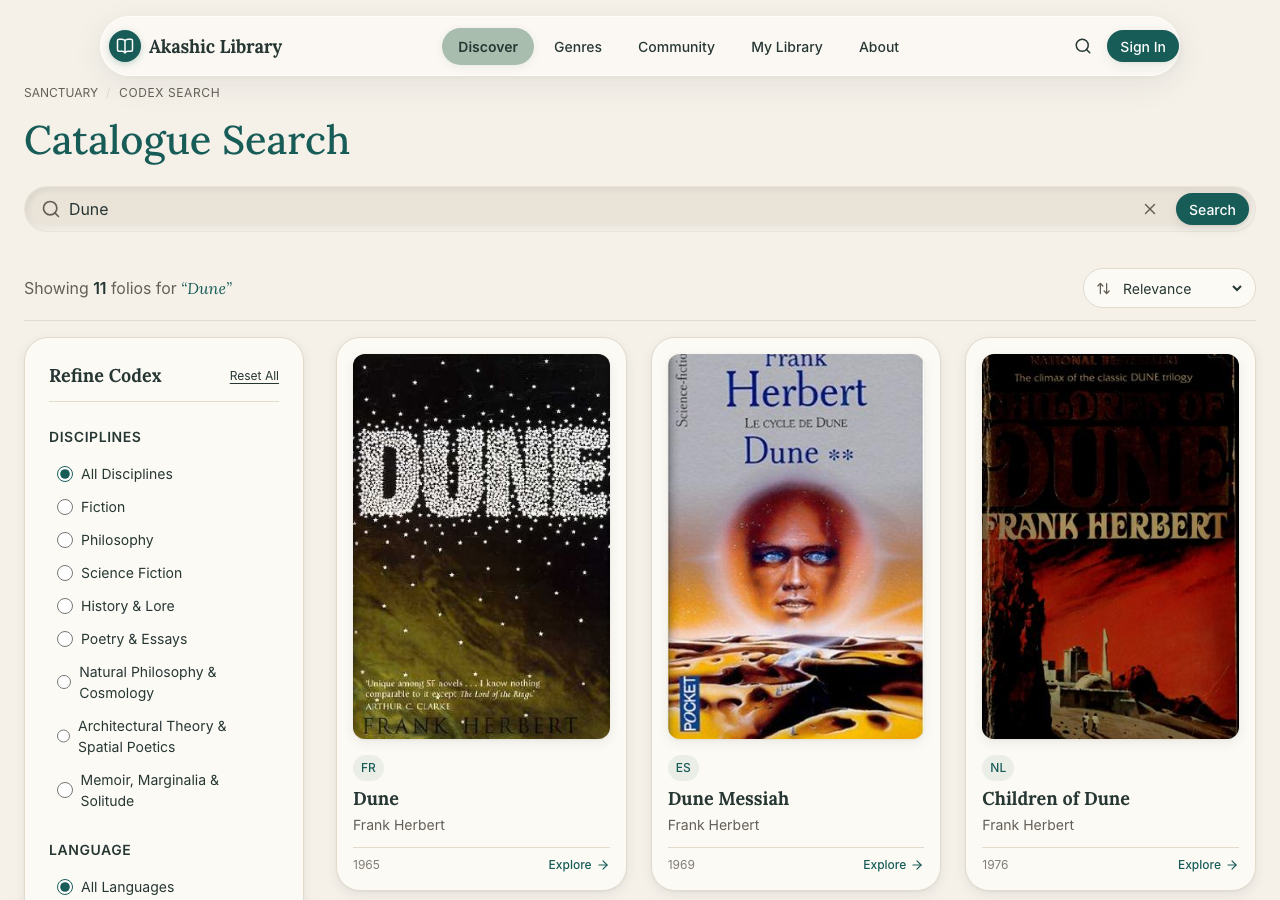 Akashic Library
Discover
Genres
Community
My Library
About
Sign In
SANCTUARY / CODEX SEARCH
Catalogue Search
Dune
Search
Showing 11 folios for “Dune”
Relevance
Refine Codex
Reset All
DISCIPLINES
All Disciplines
Fiction
Philosophy
Science Fiction
History & Lore
Poetry & Essays
Natural Philosophy &
Cosmology
Architectural Theory &
Spatial Poetics
Memoir, Marginalia &
Solitude
LANGUAGE
All Languages
DUNE
'Unique among SF novels . . . I know nothing
comparable to it except The Lord of the Rings'
ARTHUR C. CLARKE
FRANK HERBERT
FR
Dune
Frank Herbert
1965
Explore →
Science-fiction
Frank
Herbert
LE CYCLE DE DUNE
Dune **
POCKET
ES
Dune Messiah
Frank Herbert
1969
Explore →
NATIONAL BESTSELLER
The climax of the classic DUNE trilogy
CHILDREN OF
DUNE
FRANK HERBERT
NL
Children of Dune
Frank Herbert
1976
Explore →